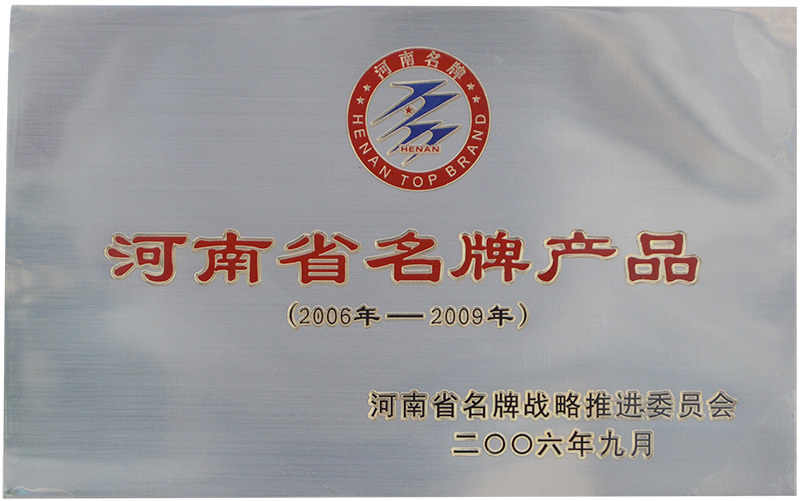 河南名牌
HENAN
HENAN TOP BRAND
河南省名牌产品
(2006年—2009年)
河南省名牌战略推进委员会
二〇〇六年九月